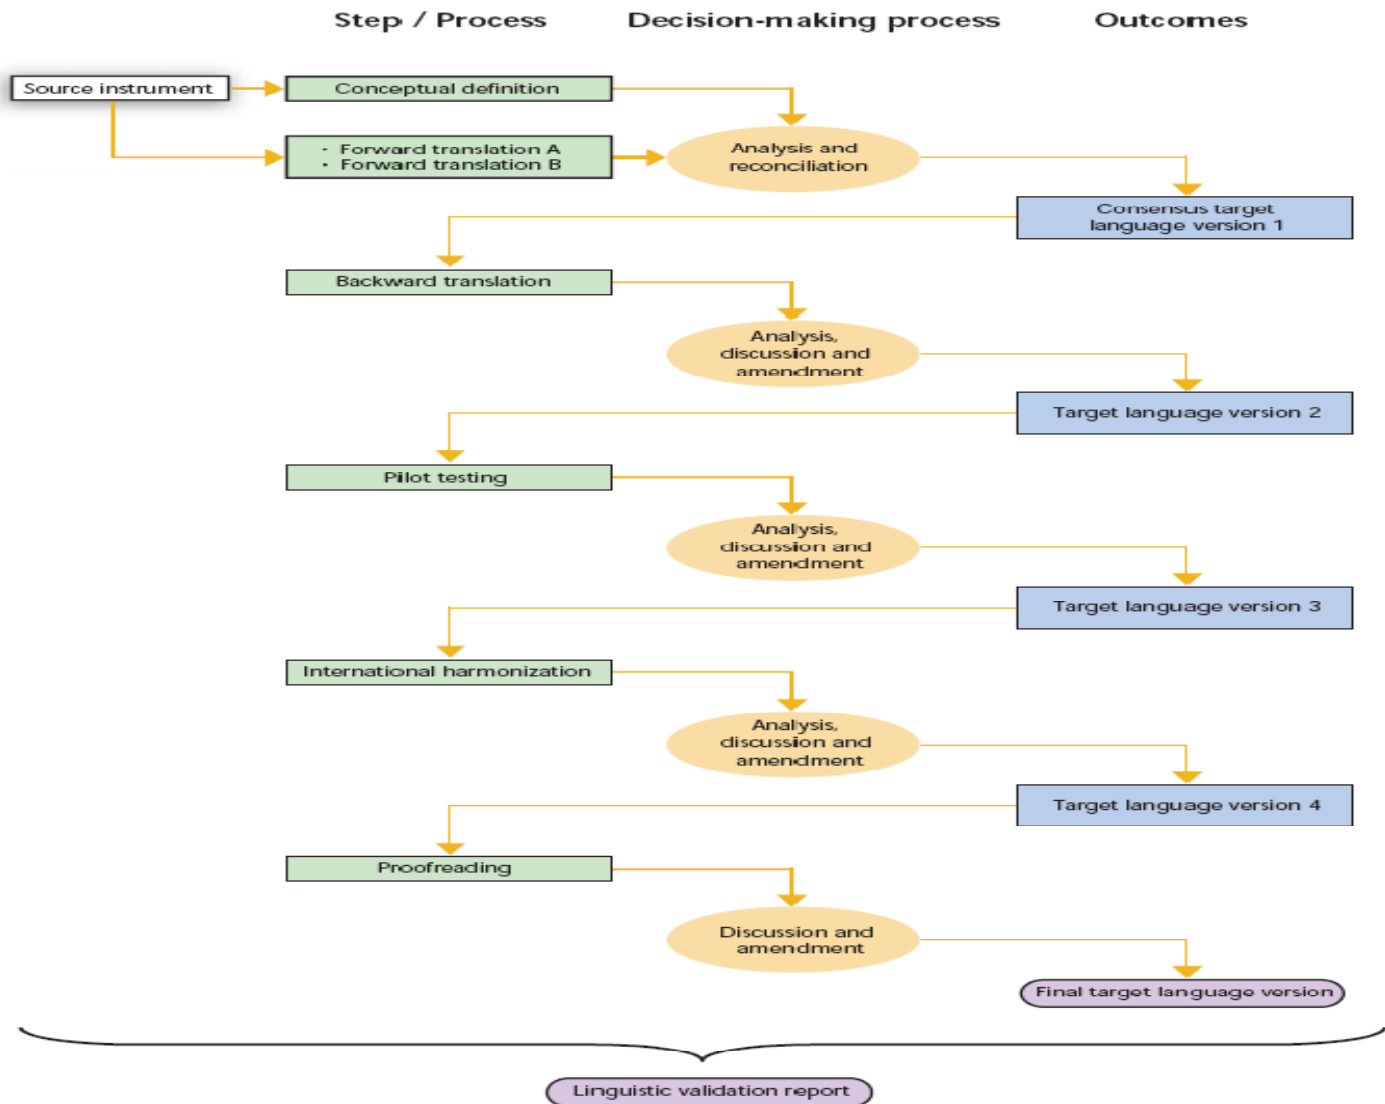 Step / Process
Decision-making process
Outcomes
Source instrument
Conceptual definition
• Forward translation A
• Forward translation B
Analysis and
reconciliation
Consensus target
language version 1
Backward translation
Analysis,
discussion and
amendment
Target language version 2
Pilot testing
Analysis,
discussion and
amendment
Target language version 3
International harmonization
Analysis,
discussion and
amendment
Target language version 4
Proofreading
Discussion and
amendment
Final target language version
Linguistic validation report